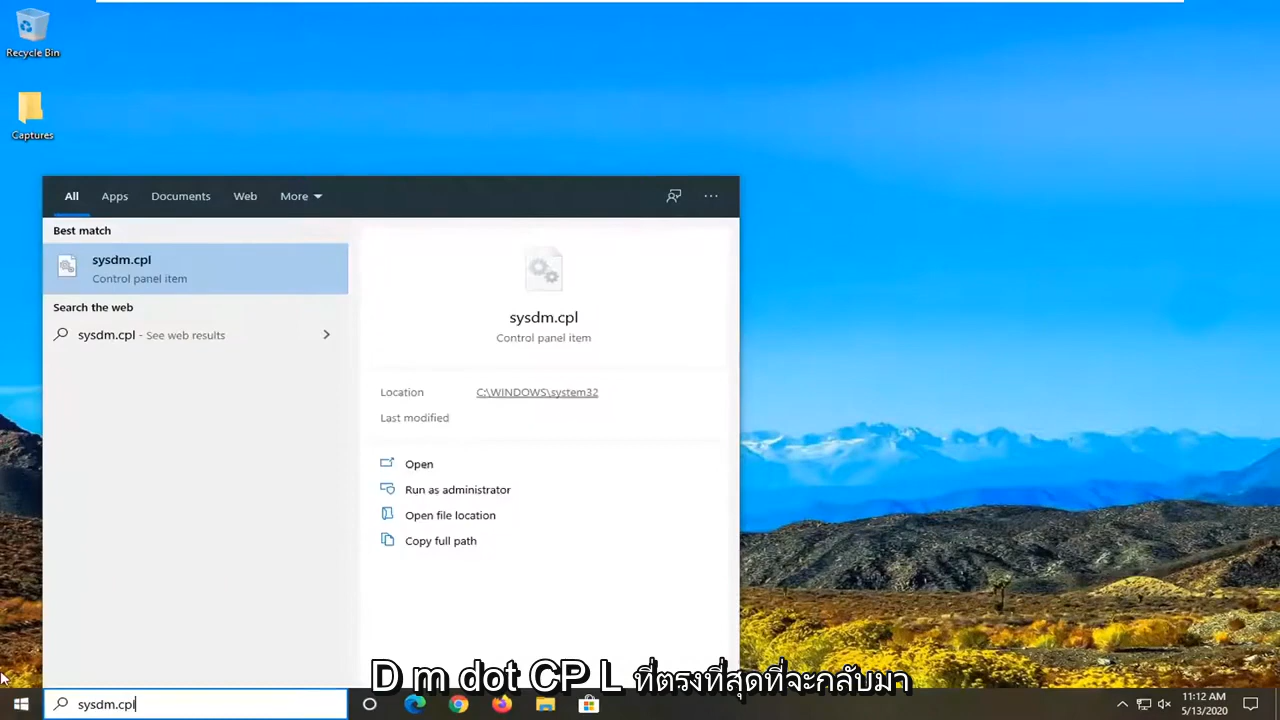 Recycle Bin
Captures
All Apps Documents Web More
Best match
sysdm.cpl
Control panel item
Search the web
sysdm.cpl - See web results
sysdm.cpl
Control panel item
Location C:\WINDOWS\system32
Last modified
Open
Run as administrator
Open file location
Copy full path
D m dot CP L ที่ตรงที่สุดที่จะกลับมา
sysdm.cpl
11:12 AM
5/13/2020